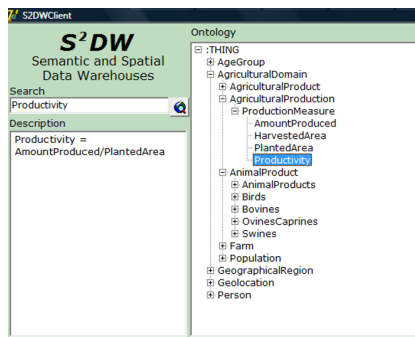 S2DWClient
S²DW
Semantic and Spatial
Data Warehouses
Search
Productivity
Description
Productivity =
AmountProduced/PlantedArea
Ontology
:THING
AgeGroup
AgriculturalDomain
AgriculturalProduct
AgriculturalProduction
ProductionMeasure
AmountProduced
HarvestedArea
PlantedArea
Productivity
AnimalProduct
AnimalProducts
Birds
Bovines
OvinesCaprines
Swines
Farm
Population
GeographicalRegion
Geolocation
Person